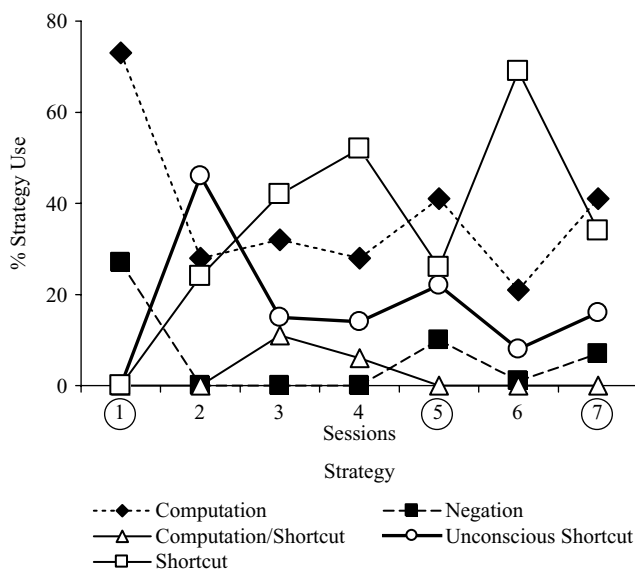 80
60
40
20
0
% Strategy Use
1 2 3 4 5 6 7
Sessions
Strategy
Computation Negation
Computation/Shortcut Unconscious Shortcut
Shortcut